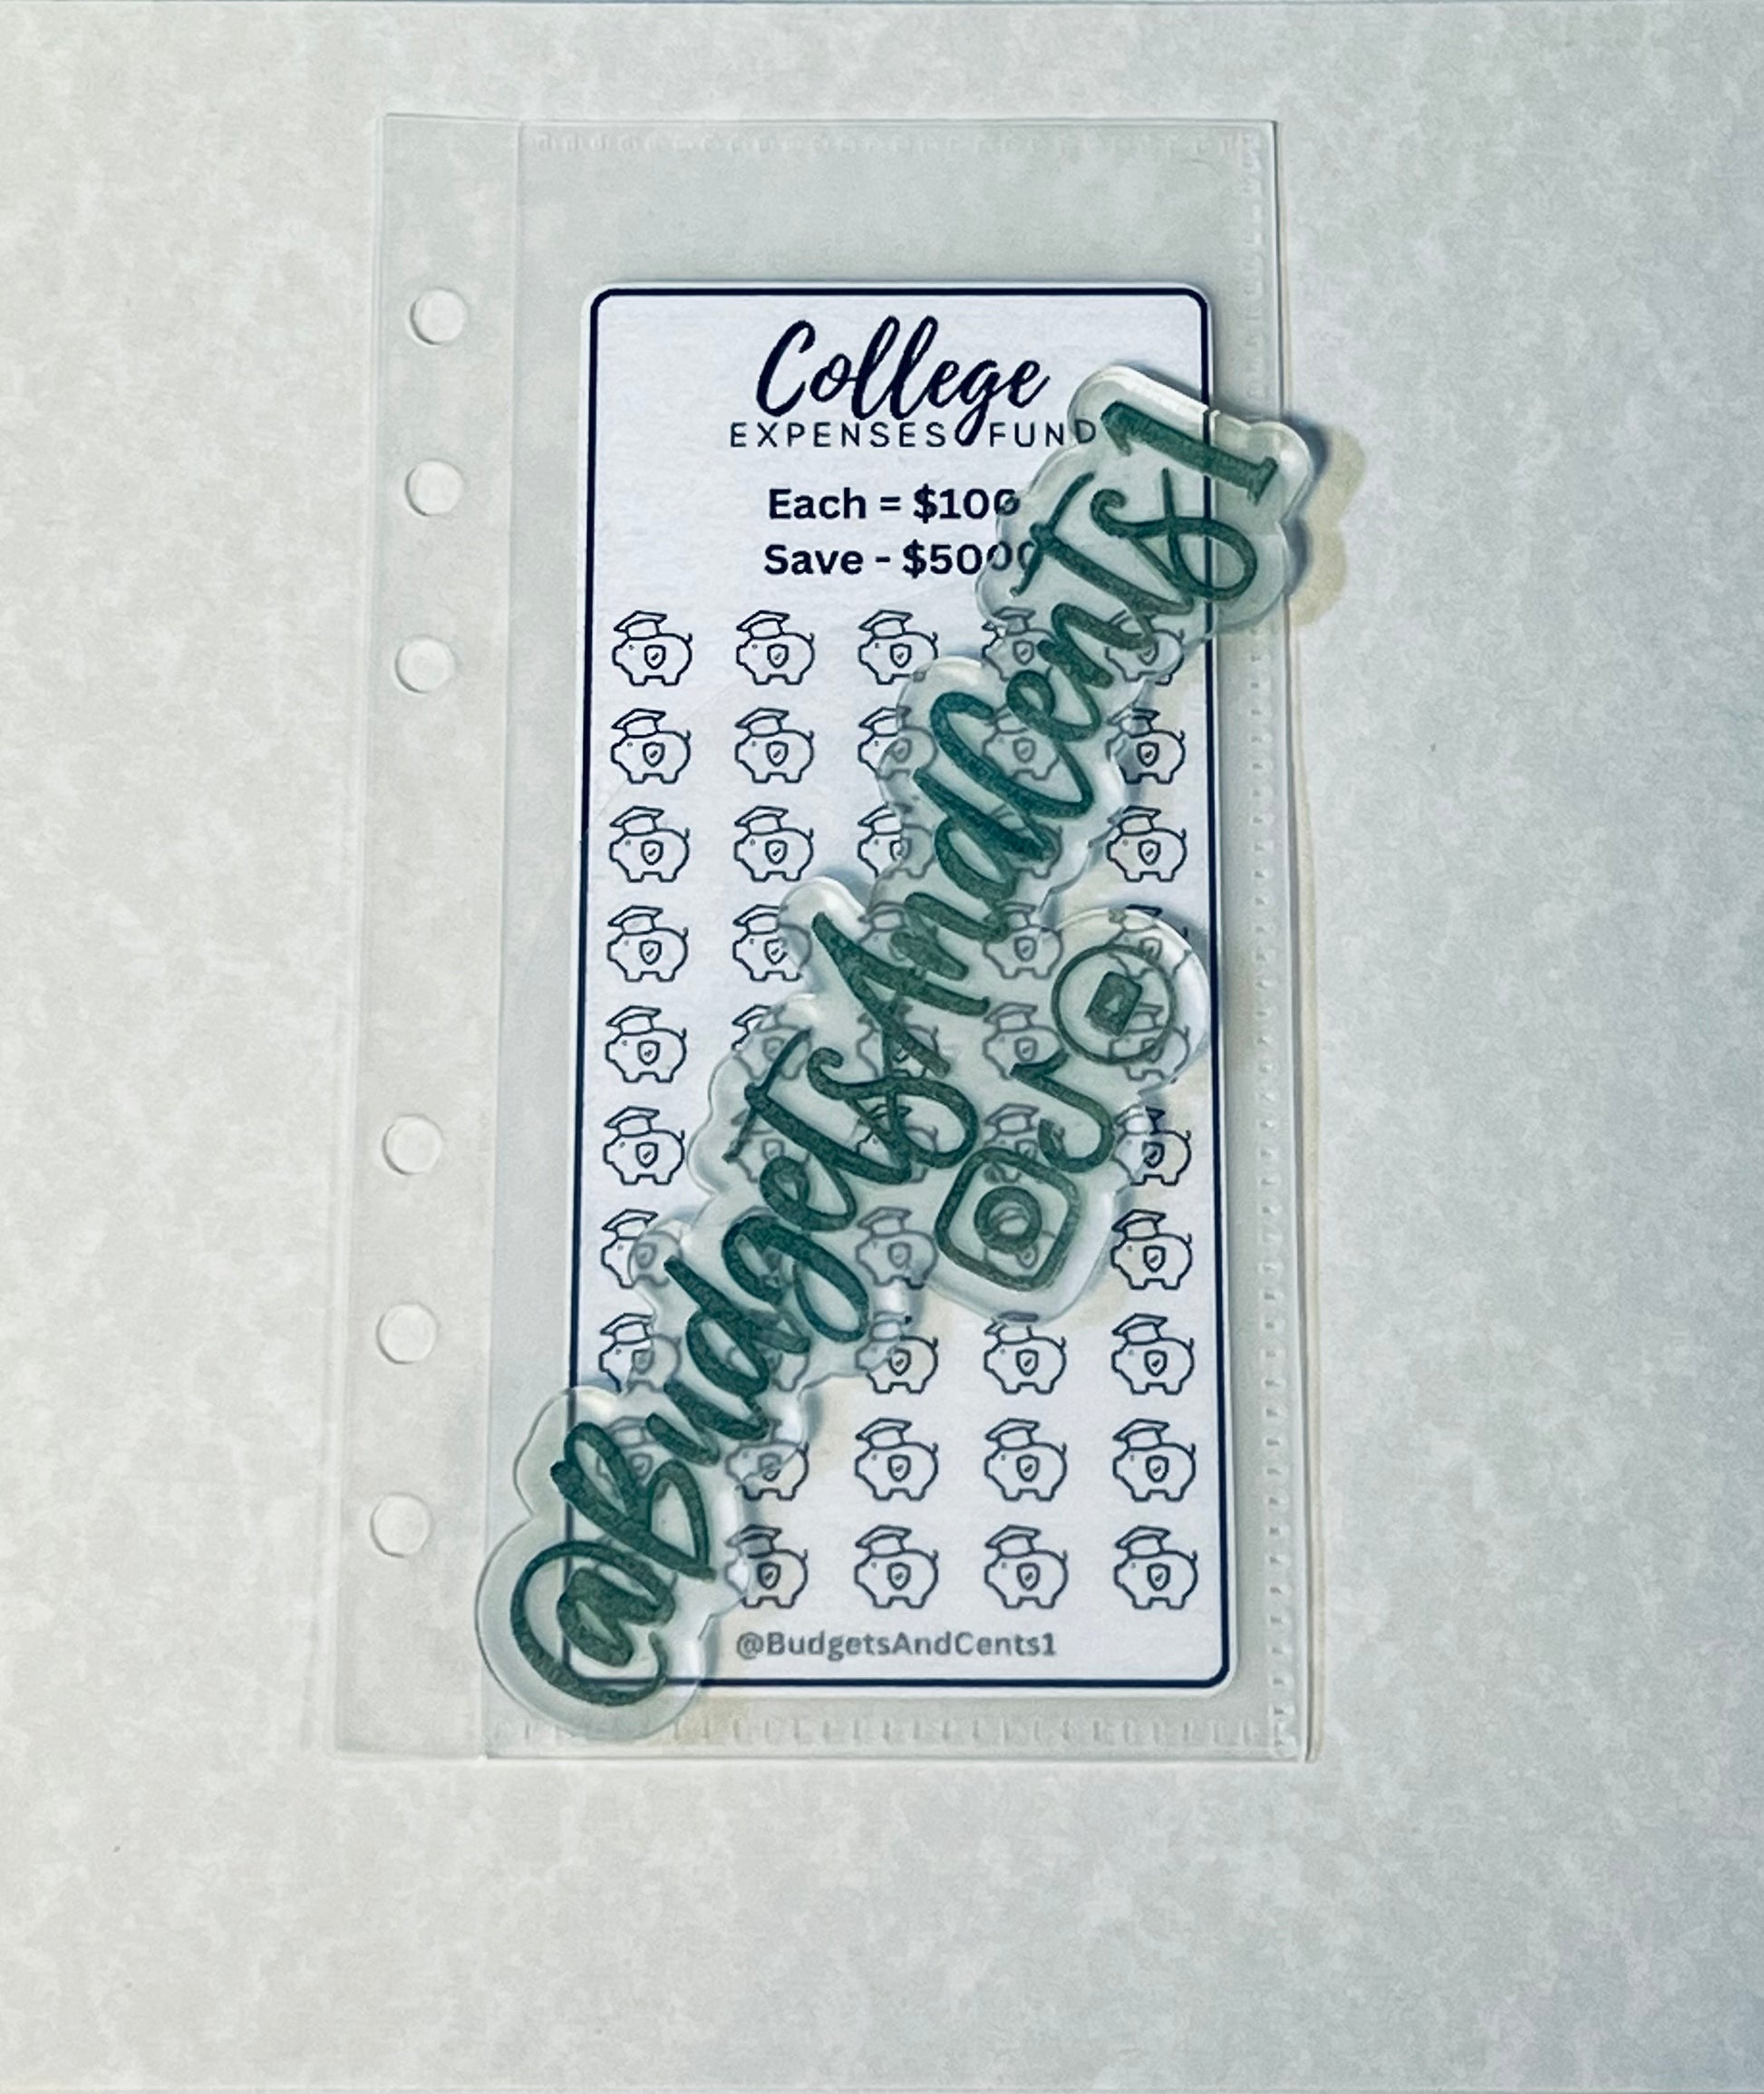 College
EXPENSES FUND
Each = $100
Save - $5000
@BudgetsAndCents1
@BudgetsAndCents1